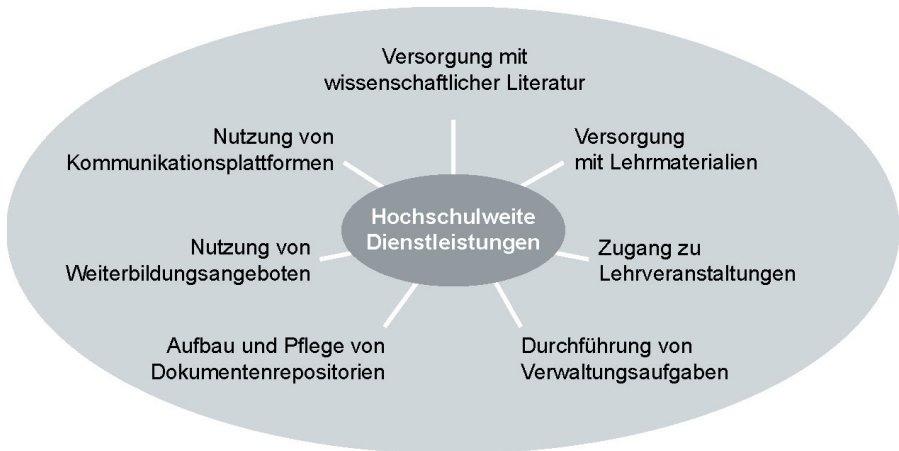 Versorgung mit
wissenschaftlicher Literatur
Nutzung von
Kommunikationsplattformen
Versorgung
mit Lehrmaterialien
Hochschulweite
Dienstleistungen
Nutzung von
Weiterbildungsangeboten
Zugang zu
Lehrveranstaltungen
Aufbau und Pflege von
Dokumentenrepositorien
Durchführung von
Verwaltungsaufgaben